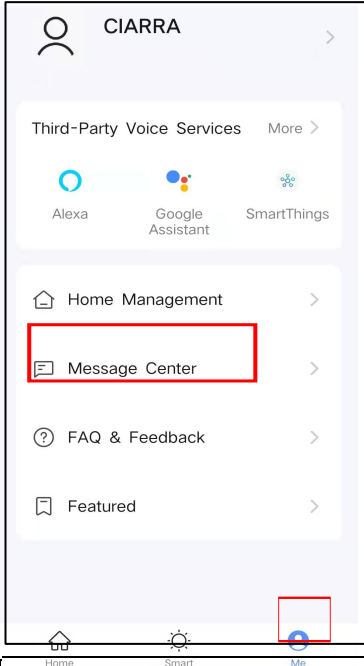 CIARRA
Third-Party Voice Services More
Alexa
Google
Assistant
SmartThings
Home Management
Message Center
FAQ & Feedback
Featured
Home Smart Me